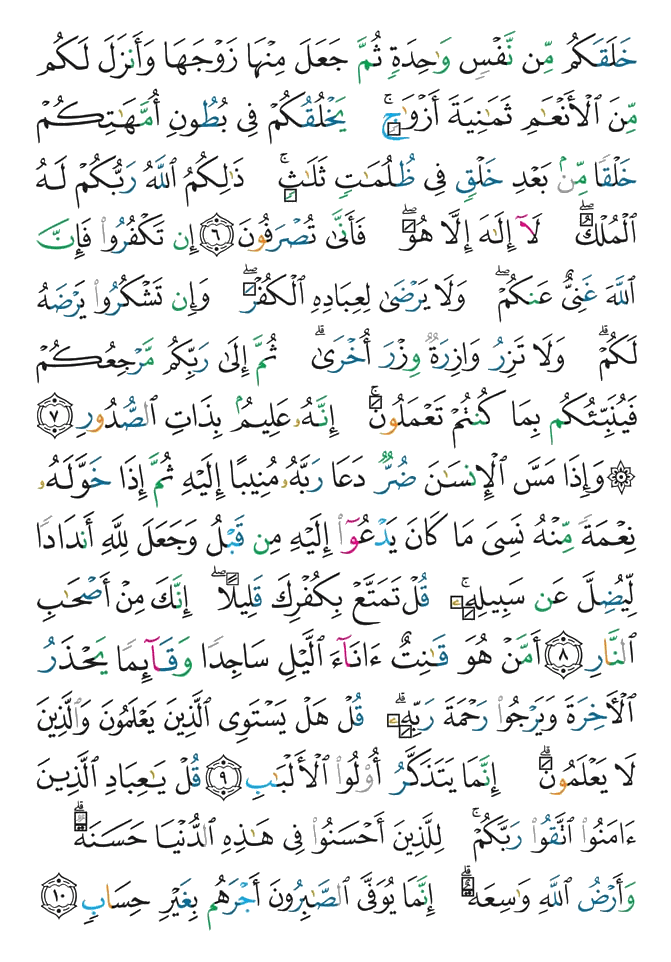 خَلَقَكُم مِّن نَّفْسٍ وَٰحِدَةٍ ثُمَّ جَعَلَ مِنْهَا زَوْجَهَا وَأَنزَلَ لَكُم
مِّنَ ٱلْأَنْعَـٰمِ ثَمَـٰنِيَةَ أَزْوَٰجٍ ۚ يَخْلُقُكُمْ فِى بُطُونِ أُمَّهَـٰتِكُمْ
خَلْقًا مِّنۢ بَعْدِ خَلْقٍ فِى ظُلُمَـٰتٍ ثَلَـٰثٍ ۚ ذَٰلِكُمُ ٱللَّهُ رَبُّكُمْ لَهُ
ٱلْمُلْكُ ۖ لَآ إِلَـٰهَ إِلَّا هُوَ ۖ فَأَنَّىٰ تُصْرَفُونَ ٦ إِن تَكْفُرُوا۟ فَإِنَّ
ٱللَّهَ غَنِىٌّ عَنكُمْ ۖ وَلَا يَرْضَىٰ لِعِبَادِهِ ٱلْكُفْرَ ۖ وَإِن تَشْكُرُوا۟ يَرْضَهُ
لَكُمْ ۗ وَلَا تَزِرُ وَازِرَةٌ وِزْرَ أُخْرَىٰ ۗ ثُمَّ إِلَىٰ رَبِّكُم مَّرْجِعُكُمْ
فَيُنَبِّئُكُم بِمَا كُنتُمْ تَعْمَلُونَ ۚ إِنَّهُۥ عَلِيمٌۢ بِذَاتِ ٱلصُّدُورِ ٧
۞ وَإِذَا مَسَّ ٱلْإِنسَـٰنَ ضُرٌّ دَعَا رَبَّهُۥ مُنِيبًا إِلَيْهِ ثُمَّ إِذَا خَوَّلَهُۥ
نِعْمَةً مِّنْهُ نَسِىَ مَا كَانَ يَدْعُوٓا۟ إِلَيْهِ مِن قَبْلُ وَجَعَلَ لِلَّهِ أَندَادًا
لِّيُضِلَّ عَن سَبِيلِهِۦ ۚ قُلْ تَمَتَّعْ بِكُفْرِكَ قَلِيلًا ۖ إِنَّكَ مِنْ أَصْحَـٰبِ
ٱلنَّارِ ٨ أَمَّنْ هُوَ قَـٰنِتٌ ءَانَآءَ ٱلَّيْلِ سَاجِدًا وَقَآئِمًا يَحْذَرُ
ٱلْـَٔاخِرَةَ وَيَرْجُوا۟ رَحْمَةَ رَبِّهِۦ ۗ قُلْ هَلْ يَسْتَوِى ٱلَّذِينَ يَعْلَمُونَ وَٱلَّذِينَ
لَا يَعْلَمُونَ ۗ إِنَّمَا يَتَذَكَّرُ أُو۟لُوا۟ ٱلْأَلْبَـٰبِ ٩ قُلْ يَـٰعِبَادِ ٱلَّذِينَ
ءَامَنُوا۟ ٱتَّقُوا۟ رَبَّكُمْ ۚ لِلَّذِينَ أَحْسَنُوا۟ فِى هَـٰذِهِ ٱلدُّنْيَا حَسَنَةٌ ۗ
وَأَرْضُ ٱللَّهِ وَٰسِعَةٌ ۗ إِنَّمَا يُوَفَّى ٱلصَّـٰبِرُونَ أَجْرَهُم بِغَيْرِ حِسَابٍ ١٠